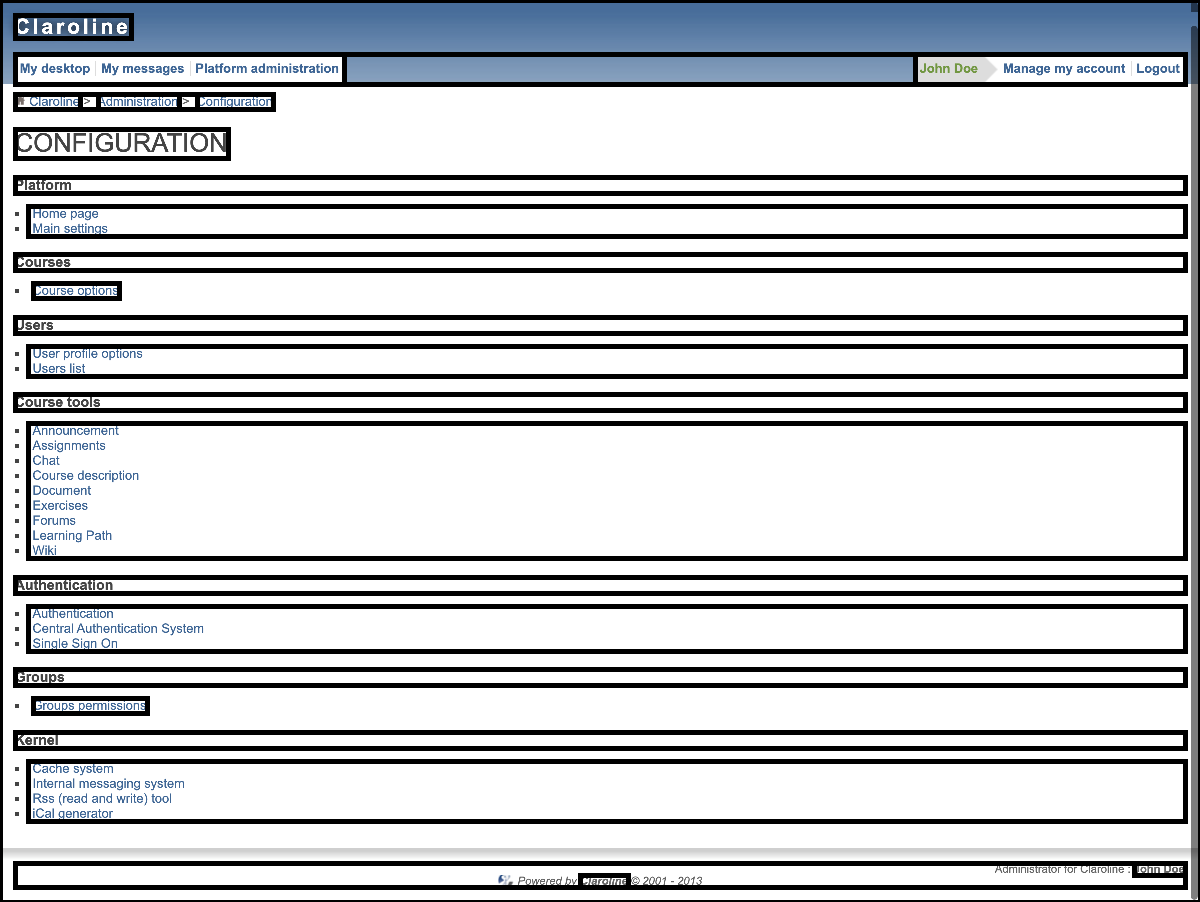 Claroline
My desktop My messages Platform administration John Doe Manage my account Logout
Claroline > Administration > Configuration
CONFIGURATION
Platform
Home page
Main settings
Courses
Course options
Users
User profile options
Users list
Course tools
Announcement
Assignments
Chat
Course description
Document
Exercises
Forums
Learning Path
Wiki
Authentication
Authentication
Central Authentication System
Single Sign On
Groups
Groups permissions
Kernel
Cache system
Internal messaging system
Rss (read and write) tool
iCal generator
Administrator for Claroline : John Doe
Powered by Claroline © 2001 - 2013